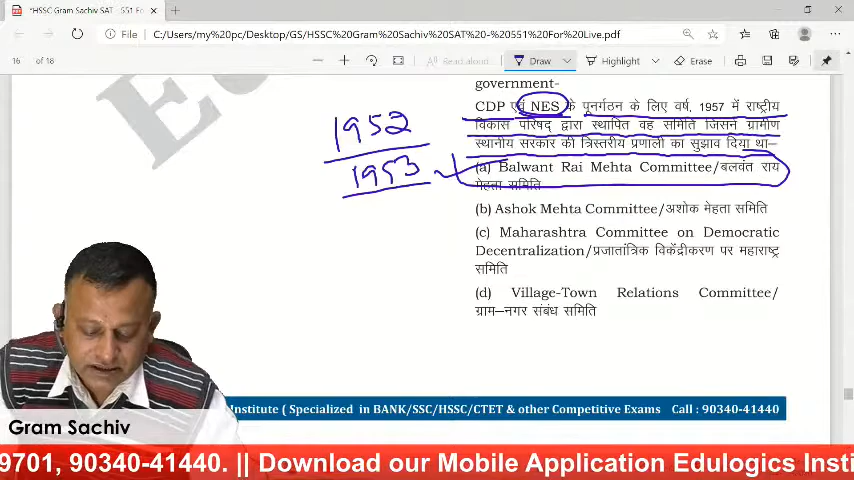 *HSSC Gram Sachiv SAT - 551 Fo
File
C:/Users/my%20pc/Desktop/GS/HSSC%20Gram%20Sachiv%20SAT%20-%20551%20For%20Live.pdf
16 of 18
Read aloud
Draw
Highlight
Erase
government-
CDP एवं NES के पूनर्गठन के लिए वर्ष, 1957 में राष्ट्रीय
विकास परिषद् द्वारा स्थापित वह समिति जिसने ग्रामीण
स्थानीय सरकार की त्रिस्तरीय प्रणाली का सुझाव दिया था–
1952
1953
(a) Balwant Rai Mehta Committee/बलवंत राय
मेहता समिति
(b) Ashok Mehta Committee/अशोक मेहता समिति
(c) Maharashtra Committee on Democratic
Decentralization/प्रजातांत्रिक विकेंद्रीकरण पर महाराष्ट्र
समिति
(d) Village-Town Relations Committee/
ग्राम–नगर संबंध समिति
Institute ( Specialized in BANK/SSC/HSSC/CTET & other Competitive Exams Call : 90340-41440
Gram Sachiv
9701, 90340-41440. || Download our Mobile Application Edulogics Insti